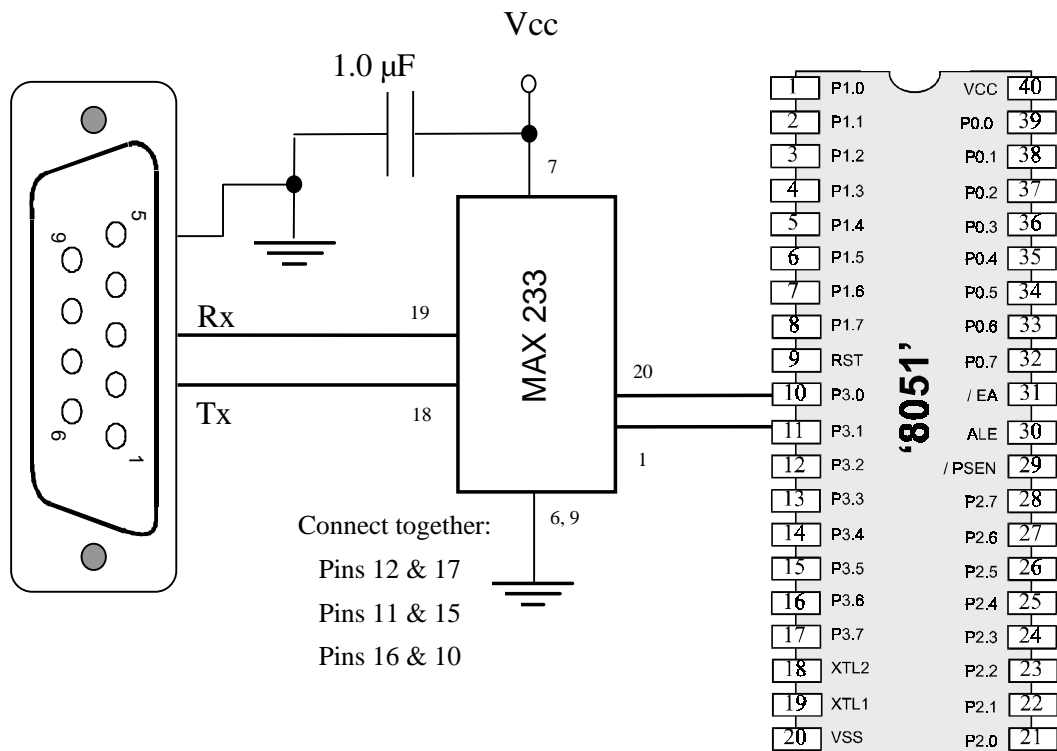 Vcc
1.0 µF
7
5
9
6
1
Rx
19
Tx
18
MAX 233
20
1
6, 9
Connect together:
Pins 12 & 17
Pins 11 & 15
Pins 16 & 10
'8051'
1 P1.0 VCC 40
2 P1.1 P0.0 39
3 P1.2 P0.1 38
4 P1.3 P0.2 37
5 P1.4 P0.3 36
6 P1.5 P0.4 35
7 P1.6 P0.5 34
8 P1.7 P0.6 33
9 RST P0.7 32
10 P3.0 / EA 31
11 P3.1 ALE 30
12 P3.2 / PSEN 29
13 P3.3 P2.7 28
14 P3.4 P2.6 27
15 P3.5 P2.5 26
16 P3.6 P2.4 25
17 P3.7 P2.3 24
18 XTL2 P2.2 23
19 XTL1 P2.1 22
20 VSS P2.0 21